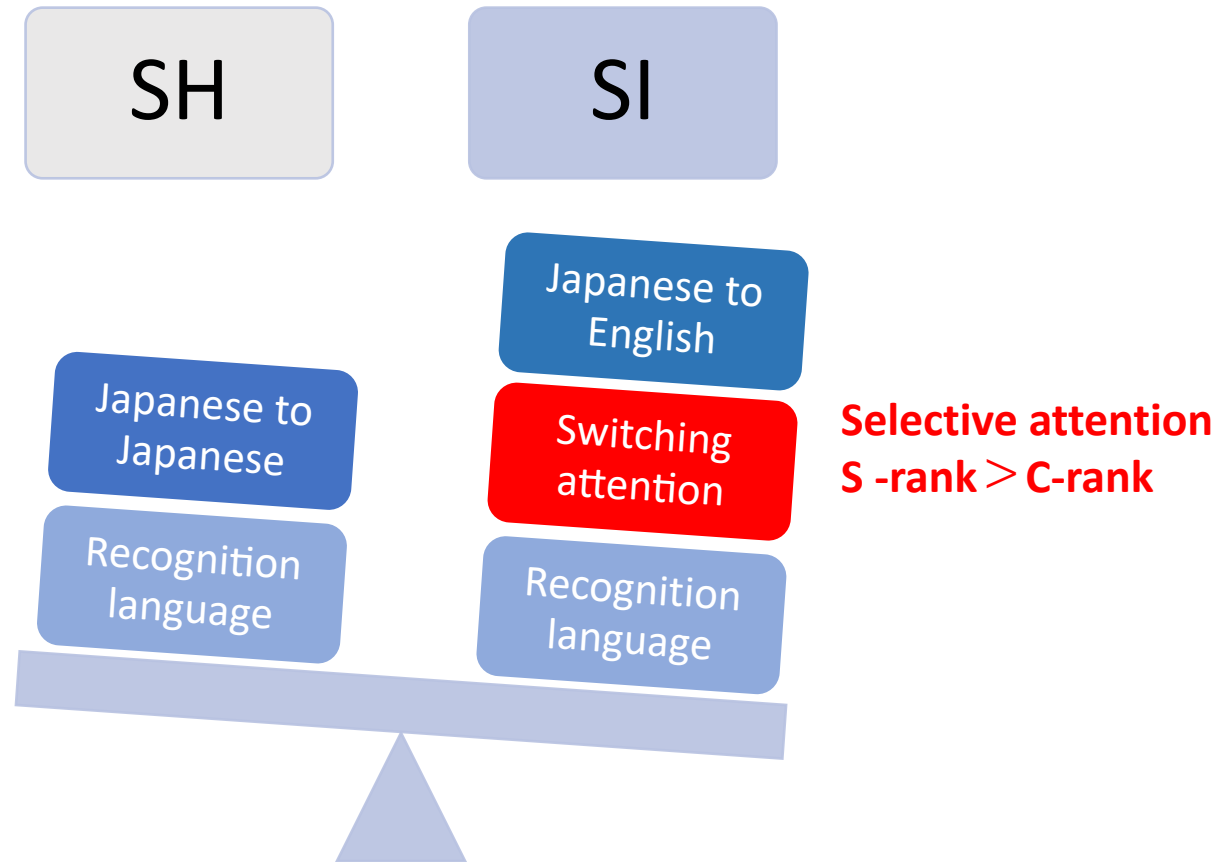 SH
SI
Japanese to
English
Japanese to
Japanese
Switching
attention
Selective attention
S -rank＞C-rank
Recognition
language
Recognition
language